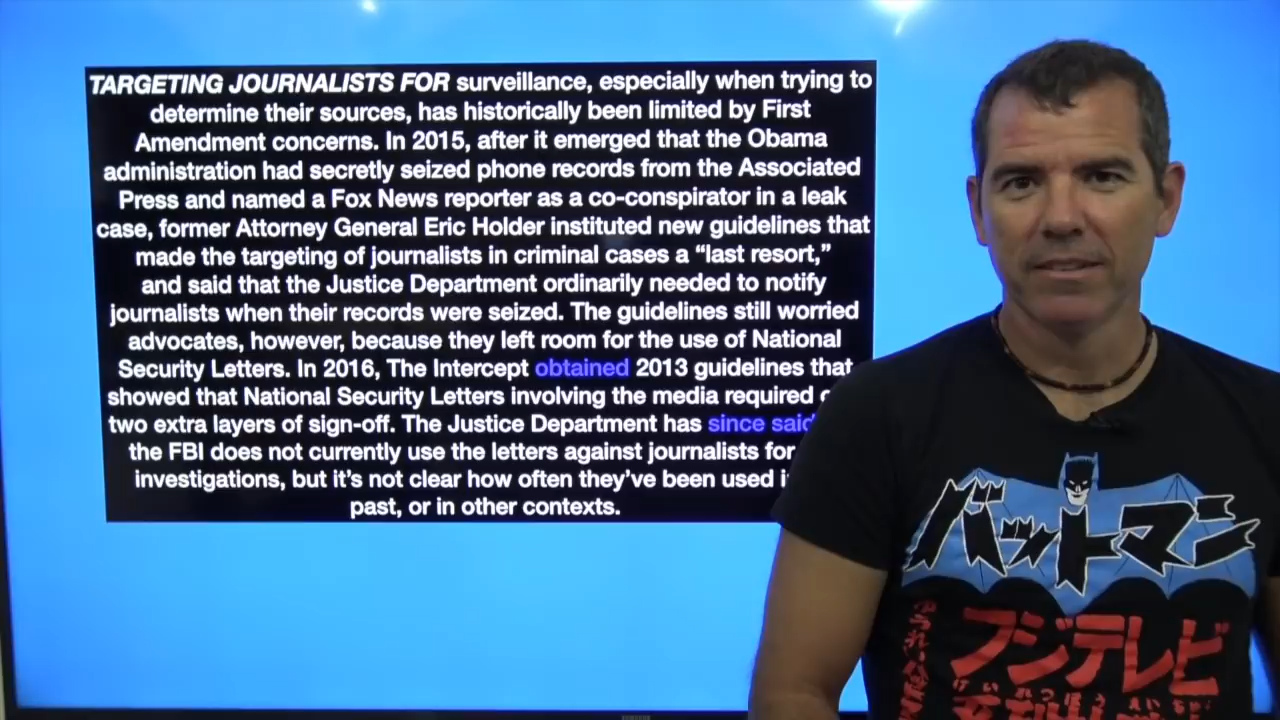 TARGETING JOURNALISTS FOR surveillance, especially when trying to
determine their sources, has historically been limited by First
Amendment concerns. In 2015, after it emerged that the Obama
administration had secretly seized phone records from the Associated
Press and named a Fox News reporter as a co-conspirator in a leak
case, former Attorney General Eric Holder instituted new guidelines that
made the targeting of journalists in criminal cases a “last resort,”
and said that the Justice Department ordinarily needed to notify
journalists when their records were seized. The guidelines still worried
advocates, however, because they left room for the use of National
Security Letters. In 2016, The Intercept obtained 2013 guidelines that
showed that National Security Letters involving the media required
two extra layers of sign-off. The Justice Department has since said
the FBI does not currently use the letters against journalists for
investigations, but it’s not clear how often they’ve been used
past, or in other contexts.
バットマン
フジテレビ